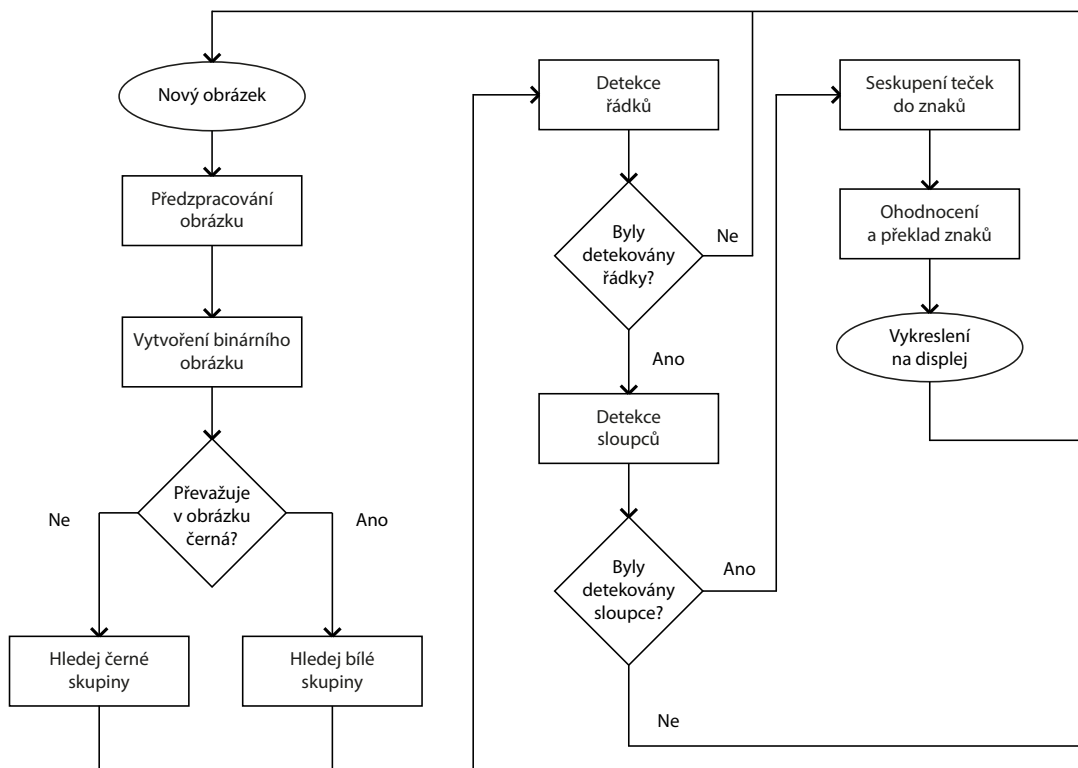 Nový obrázek
Předzpracování
obrázku
Vytvoření binárního
obrázku
Převažuje
v obrázku
černá?
Ne
Ano
Hledej černé
skupiny
Hledej bílé
skupiny
Detekce
řádků
Byly
detekovány
řádky?
Ne
Ano
Detekce
sloupců
Byly
detekovány
sloupce?
Ano
Ne
Seskupení teček
do znaků
Ohodnocení
a překlad znaků
Vykreslení
na displej